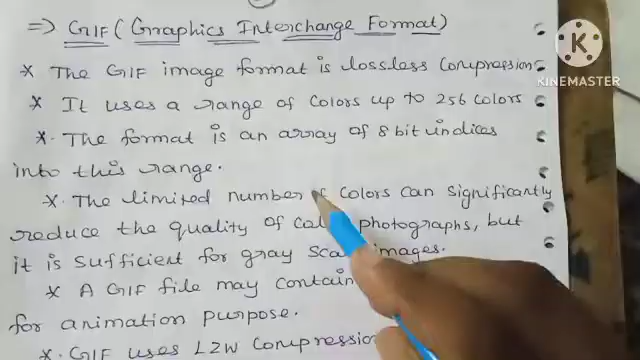 => GIF (Graphics Interchange Format)
* The GIF image format is lossless compression
* It uses a range of colors up to 256 colors
* The format is an array of 8 bit indices
into this range.
* The limited number of colors can significantly
reduce the quality of photographs, but
it is sufficient for gray images.
* A GIF file may contain
for animation purpose.
* GIF uses LZW compression
KINEMASTER